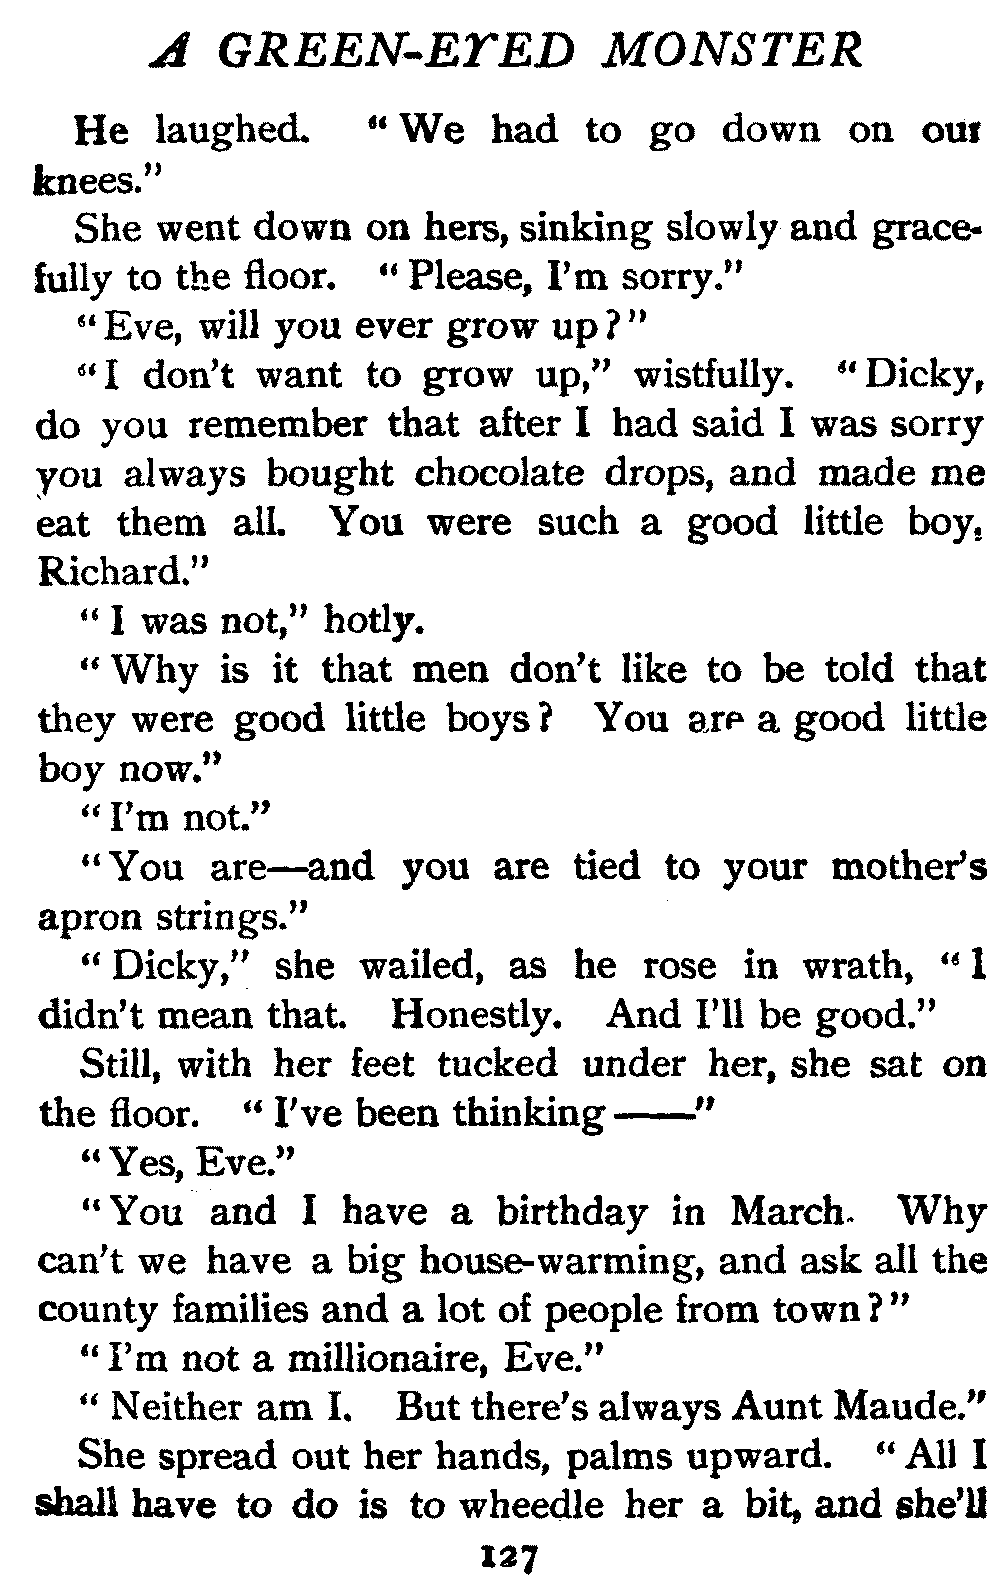 A GREEN-EYED MONSTER
He laughed. “ We had to go down on our
knees.”
She went down on hers, sinking slowly and grace-
fully to the floor. “ Please, I’m sorry.”
“ Eve, will you ever grow up ? ”
“ I don’t want to grow up,” wistfully. “ Dicky,
do you remember that after I had said I was sorry
you always bought chocolate drops, and made me
eat them all. You were such a good little boy,
Richard.”
“ I was not,” hotly.
“ Why is it that men don’t like to be told that
they were good little boys ? You are a good little
boy now.”
“ I’m not.”
“ You are—and you are tied to your mother’s
apron strings.”
“ Dicky,” she wailed, as he rose in wrath, “ I
didn’t mean that. Honestly. And I’ll be good.”
Still, with her feet tucked under her, she sat on
the floor. “ I’ve been thinking ——”
“ Yes, Eve.”
“ You and I have a birthday in March. Why
can’t we have a big house-warming, and ask all the
county families and a lot of people from town ? ”
“ I’m not a millionaire, Eve.”
“ Neither am I. But there’s always Aunt Maude.”
She spread out her hands, palms upward. “ All I
shall have to do is to wheedle her a bit, and she’ll
127